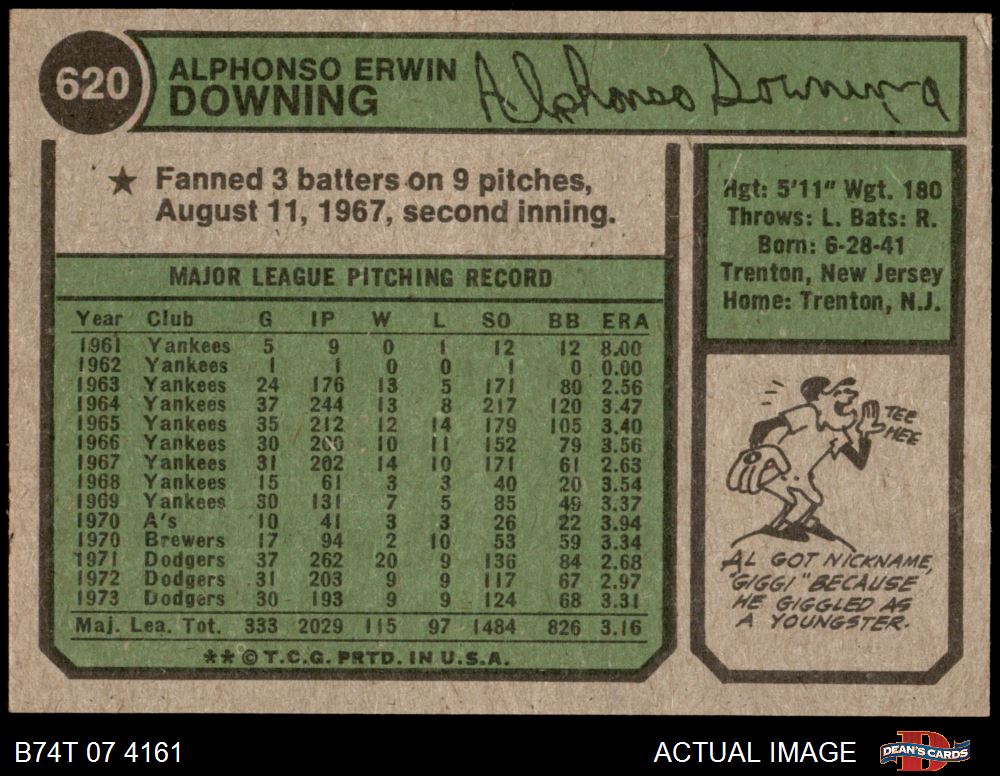 620
ALPHONSO ERWIN
DOWNING
Alphonso Downing
★ Fanned 3 batters on 9 pitches,
August 11, 1967, second inning.
Hgt: 5'11" Wgt. 180
Throws: L. Bats: R.
Born: 6-28-41
Trenton, New Jersey
Home: Trenton, N.J.
MAJOR LEAGUE PITCHING RECORD
Year Club G IP W L SO BB ERA
1961 Yankees 5 9 0 1 12 12 8.00
1962 Yankees 1 1 0 0 1 0 0.00
1963 Yankees 24 176 13 5 171 80 2.56
1964 Yankees 37 244 13 8 217 120 3.47
1965 Yankees 35 212 12 14 179 105 3.40
1966 Yankees 30 200 10 11 152 79 3.56
1967 Yankees 31 202 14 10 171 61 2.63
1968 Yankees 15 61 3 3 40 20 3.54
1969 Yankees 30 131 7 5 85 49 3.37
1970 A's 10 41 3 3 26 22 3.94
1970 Brewers 17 94 2 10 53 59 3.34
1971 Dodgers 37 262 20 9 136 84 2.68
1972 Dodgers 31 203 9 9 117 67 2.97
1973 Dodgers 30 193 9 9 124 68 3.31
Maj. Lea. Tot. 333 2029 115 97 1484 826 3.16
** © T.C.G. PRTD. IN U.S.A.
TEE
HEE
AL GOT NICKNAME,
"GIGGI" BECAUSE
HE GIGGLED AS
A YOUNGSTER.
B74T 07 4161
ACTUAL IMAGE
D
DEAN'S CARDS